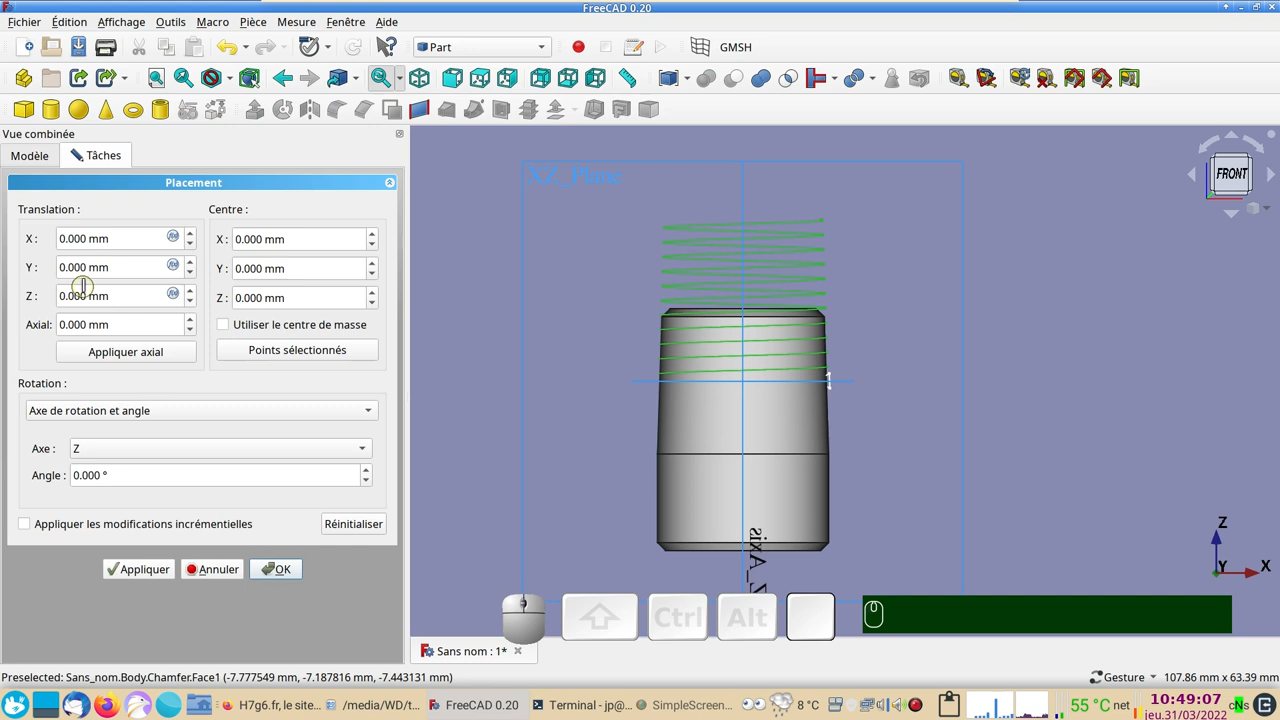 FreeCAD 0.20
Fichier Édition Affichage Outils Macro Pièce Mesure Fenêtre Aide
Part
GMSH
Vue combinée
Modèle Tâches
Placement
Translation : Centre :
X : 0.000 mm X : 0.000 mm
Y : 0.000 mm Y : 0.000 mm
Z : 0.000 mm Z : 0.000 mm
Axial: 0.000 mm Utiliser le centre de masse
Appliquer axial Points sélectionnés
Rotation :
Axe de rotation et angle
Axe : Z
Angle : 0.000 °
Appliquer les modifications incrémentielles Réinitialiser
Appliquer Annuler OK
XZ_Plane
FRONT
Z
Y X
Ctrl Alt
Sans nom : 1*
Preselected: Sans_nom.Body.Chamfer.Face1 (-7.777549 mm, -7.187816 mm, -7.443131 mm) Gesture 107.86 mm x 63.39 mm
H7g6.fr, le site... /media/WD/t... FreeCAD 0.20 Terminal - jp@... SimpleScreen... 8°C 55 °C net cNs 10:49:07
jeu.31/03/2022